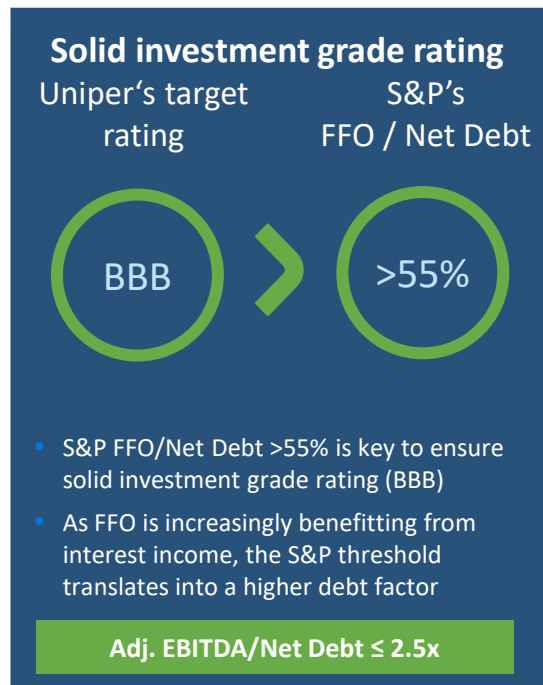 Solid investment grade rating
Uniper‘s target
rating
S&P’s
FFO / Net Debt
BBB
>55%
• S&P FFO/Net Debt >55% is key to ensure
solid investment grade rating (BBB)
• As FFO is increasingly benefitting from
interest income, the S&P threshold
translates into a higher debt factor
Adj. EBITDA/Net Debt ≤ 2.5x